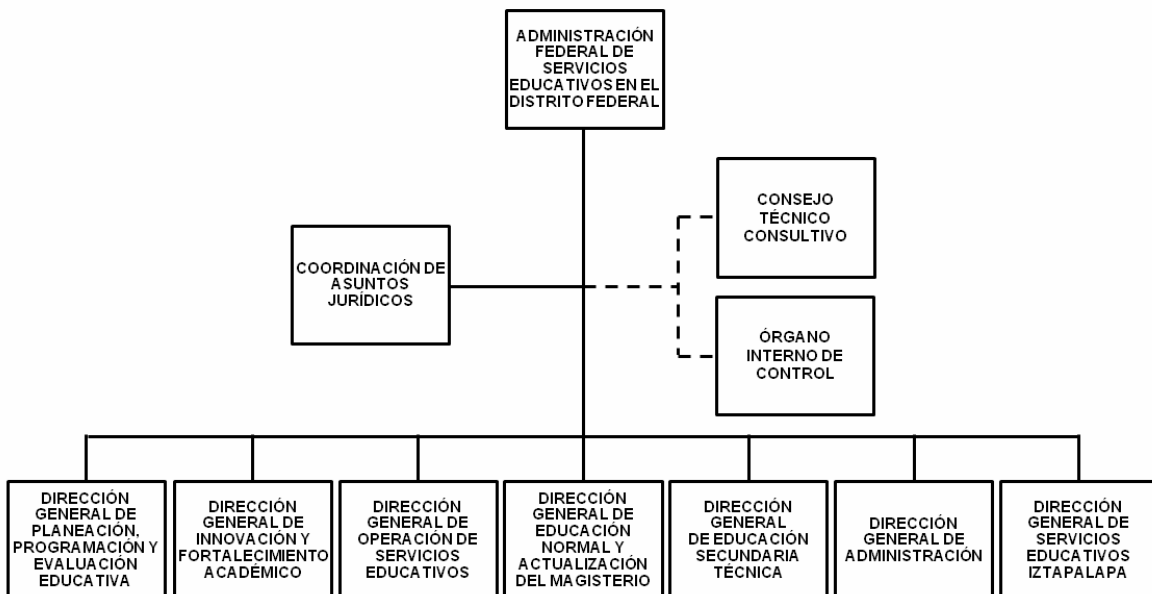 ADMINISTRACIÓN
FEDERAL DE
SERVICIOS
EDUCATIVOS EN EL
DISTRITO FEDERAL
CONSEJO
TÉCNICO
CONSULTIVO
COORDINACIÓN DE
ASUNTOS
JURÍDICOS
ÓRGANO
INTERNO DE
CONTROL
DIRECCIÓN
GENERAL DE
PLANEACIÓN,
PROGRAMACIÓN Y
EVALUACIÓN
EDUCATIVA
DIRECCIÓN
GENERAL DE
INNOVACIÓN Y
FORTALECIMIENTO
ACADÉMICO
DIRECCIÓN
GENERAL DE
OPERACIÓN DE
SERVICIOS
EDUCATIVOS
DIRECCIÓN
GENERAL DE
EDUCACIÓN
NORMAL Y
ACTUALIZACIÓN
DEL MAGISTERIO
DIRECCIÓN
GENERAL
DE EDUCACIÓN
SECUNDARIA
TÉCNICA
DIRECCIÓN
GENERAL
DE ADMINISTRACIÓN
DIRECCIÓN
GENERAL DE
SERVICIOS
EDUCATIVOS
IZTAPALAPA